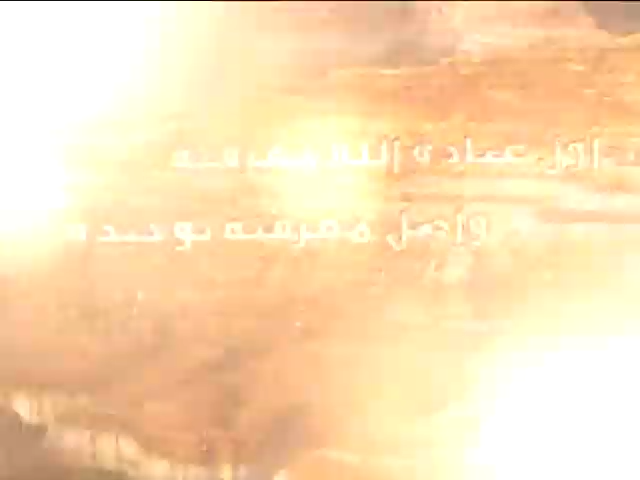 أول عبادة الله معرفته
وأصل معرفته توحيده